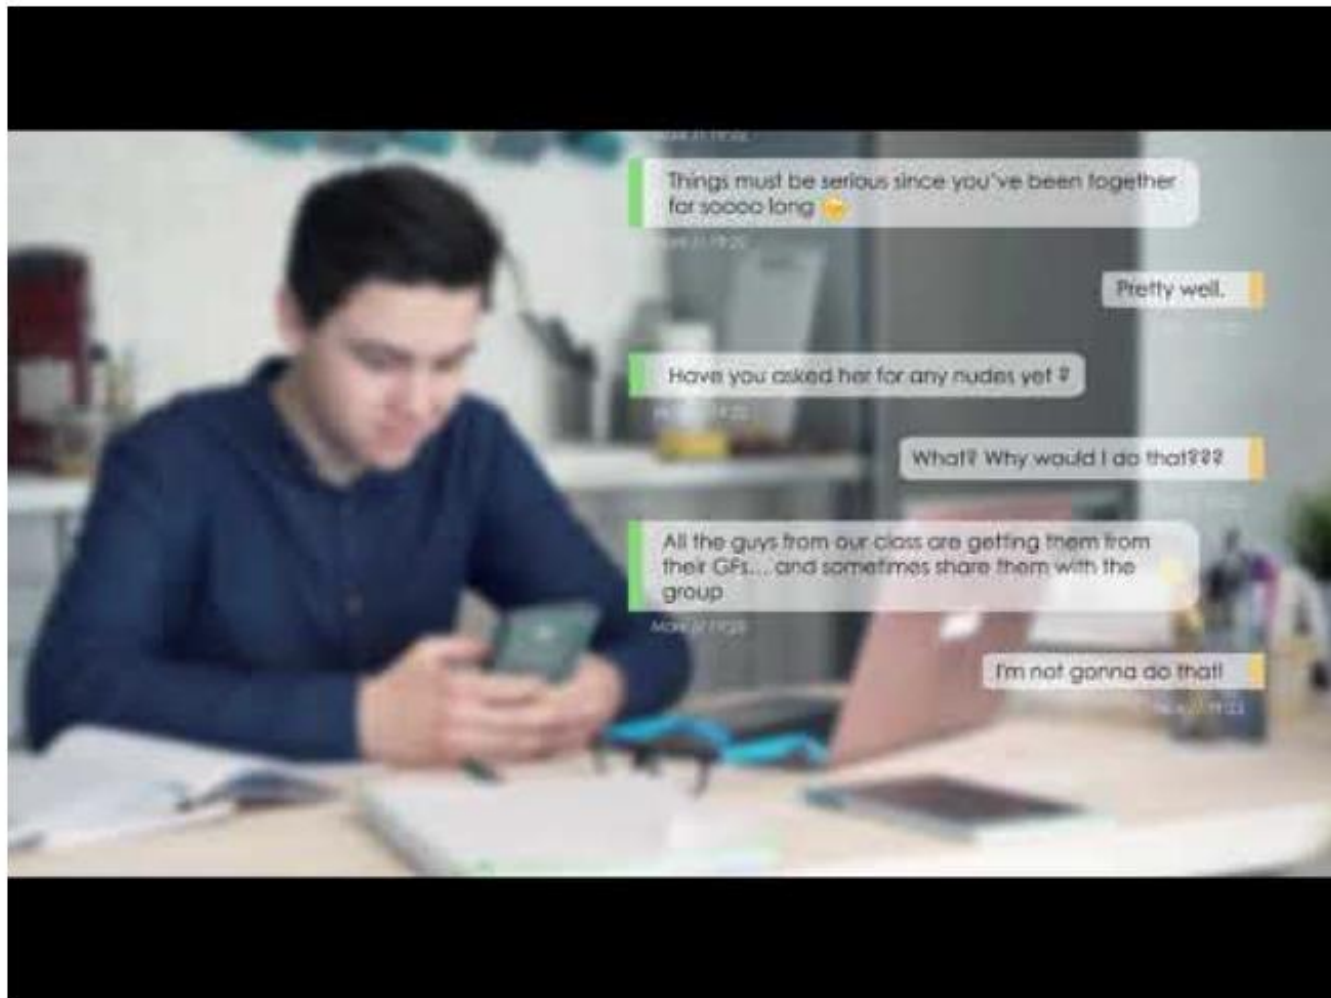 Things must be serious since you've been together
for soooo long
Pretty well.
Have you asked her for any nudes yet ?
What? Why would I do that???
All the guys from our class are getting them from
their GFs... and sometimes share them with the
group
I'm not gonna do that!